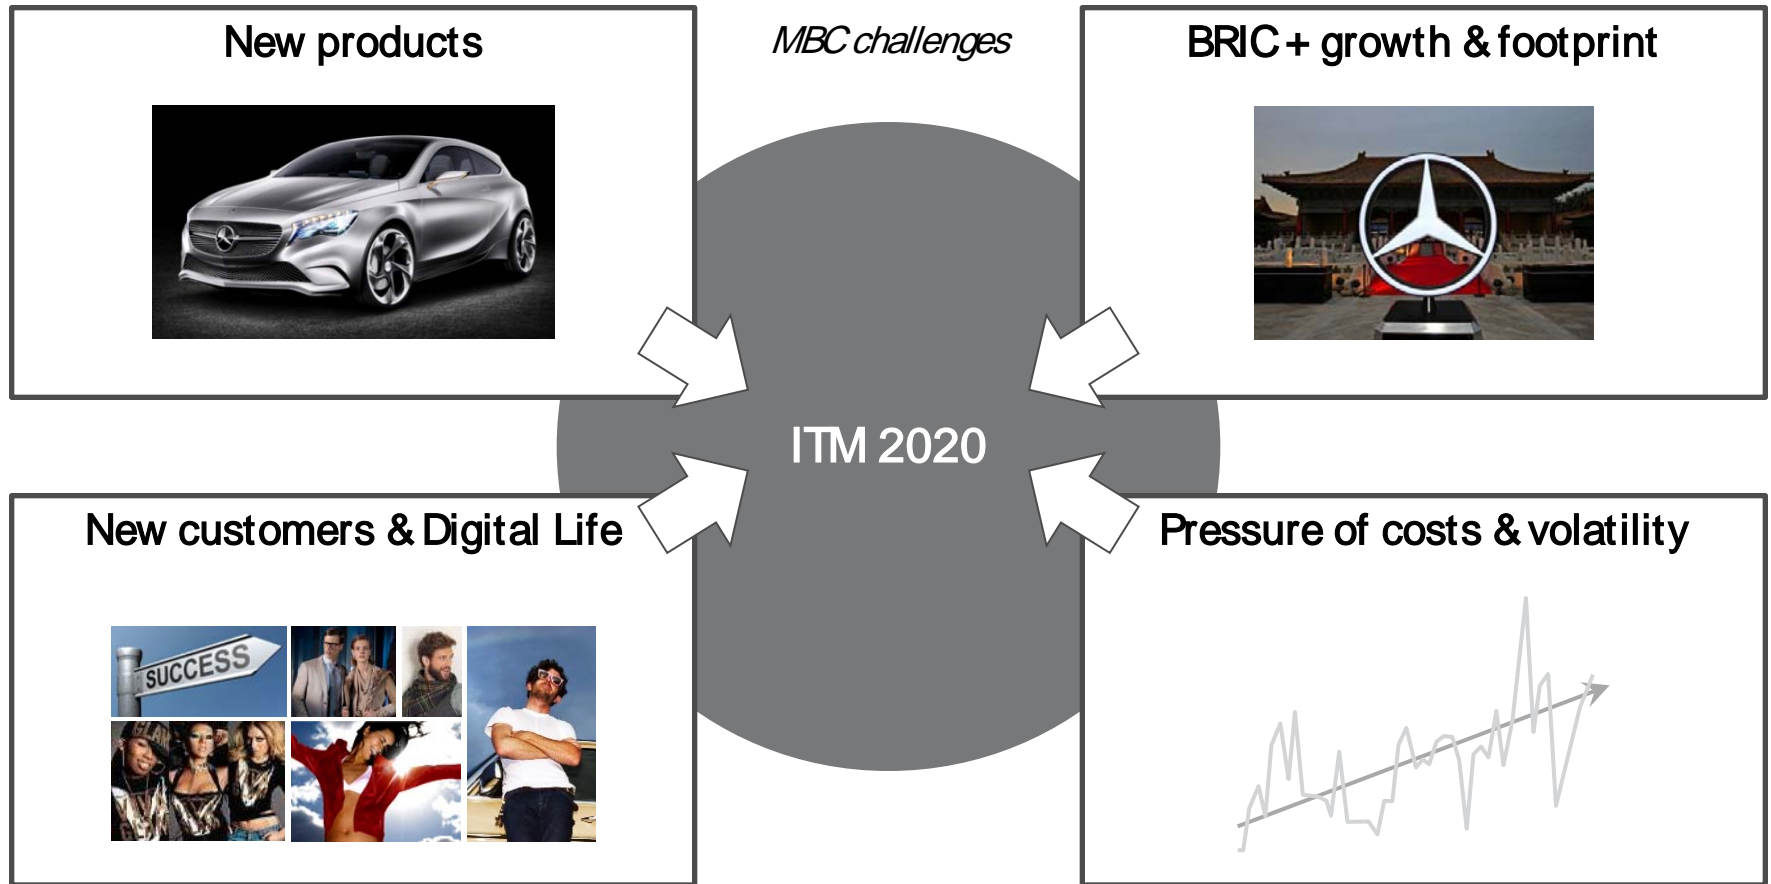 New products
MBC challenges
BRIC+ growth & footprint
ITM 2020
New customers & Digital Life
SUCCESS
Pressure of costs & volatility